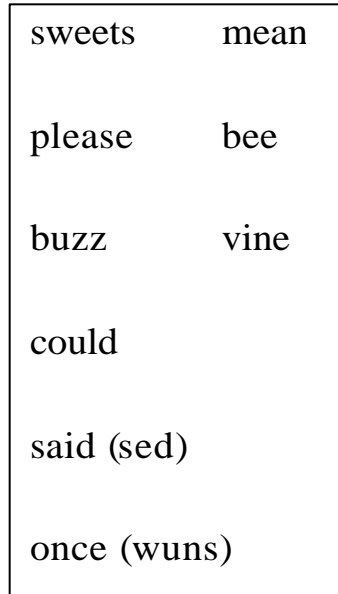 sweets mean
please bee
buzz vine
could
said (sed)
once (wuns)